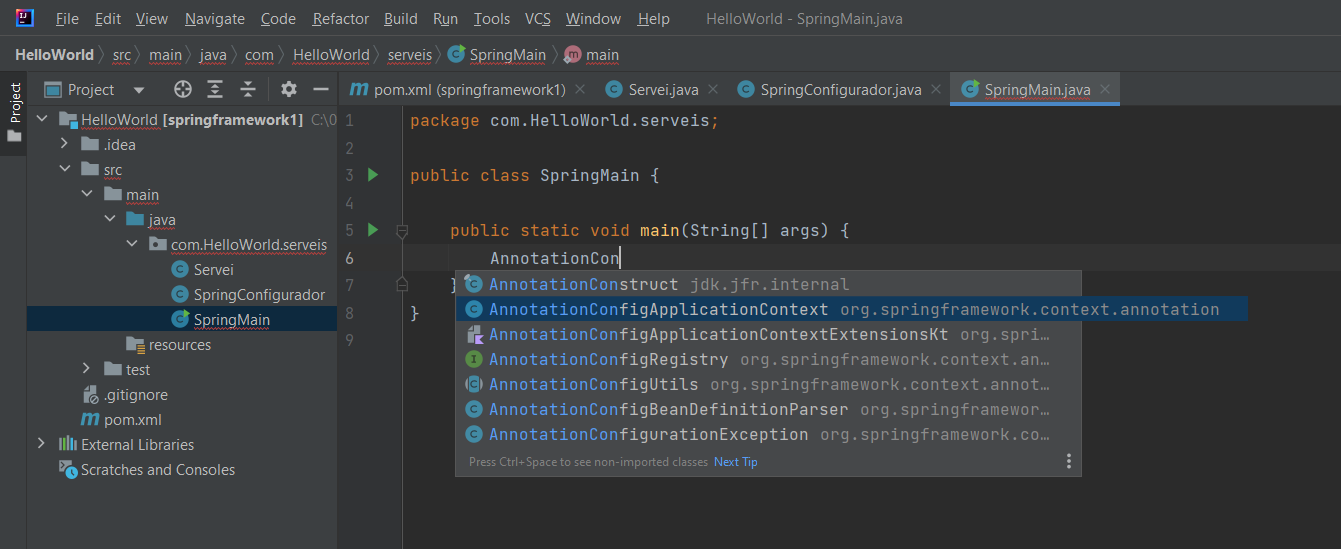 File Edit View Navigate Code Refactor Build Run Tools VCS Window Help HelloWorld - SpringMain.java
HelloWorld src main java com HelloWorld serveis SpringMain main
Project
Project
pom.xml (springframework1) Servei.java SpringConfigurador.java SpringMain.java
HelloWorld [springframework1] C:\0
.idea
src
main
java
com.HelloWorld.serveis
Servei
SpringConfigurador
SpringMain
resources
test
.gitignore
pom.xml
External Libraries
Scratches and Consoles
1 package com.HelloWorld.serveis;
2
3 public class SpringMain {
4
5 public static void main(String[] args) {
6 AnnotationCon
7 }
8 }
9
AnnotationConstruct jdk.jfr.internal
AnnotationConfigApplicationContext org.springframework.context.annotation
AnnotationConfigApplicationContextExtensionsKt org.spri…
AnnotationConfigRegistry org.springframework.context.an…
AnnotationConfigUtils org.springframework.context.annot…
AnnotationConfigBeanDefinitionParser org.springframewor…
AnnotationConfigurationException org.springframework.co…
Press Ctrl+Space to see non-imported classes Next Tip